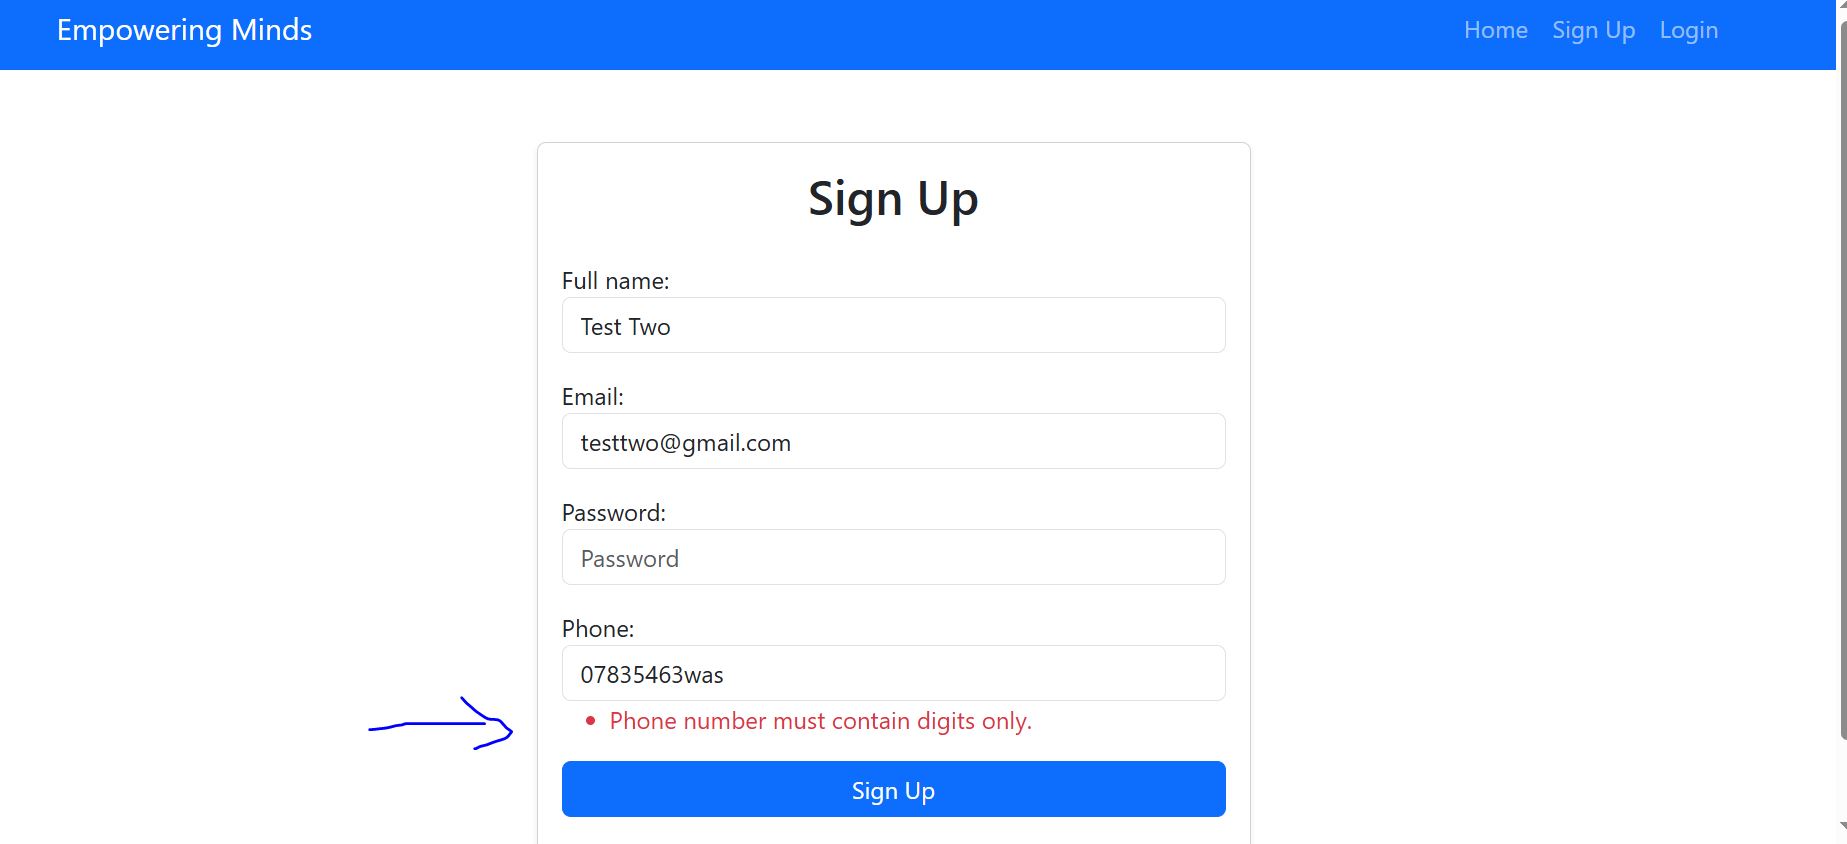 Empowering Minds
Home Sign Up Login
Sign Up
Full name:
Test Two
Email:
testtwo@gmail.com
Password:
Password
Phone:
07835463was
Phone number must contain digits only.
Sign Up